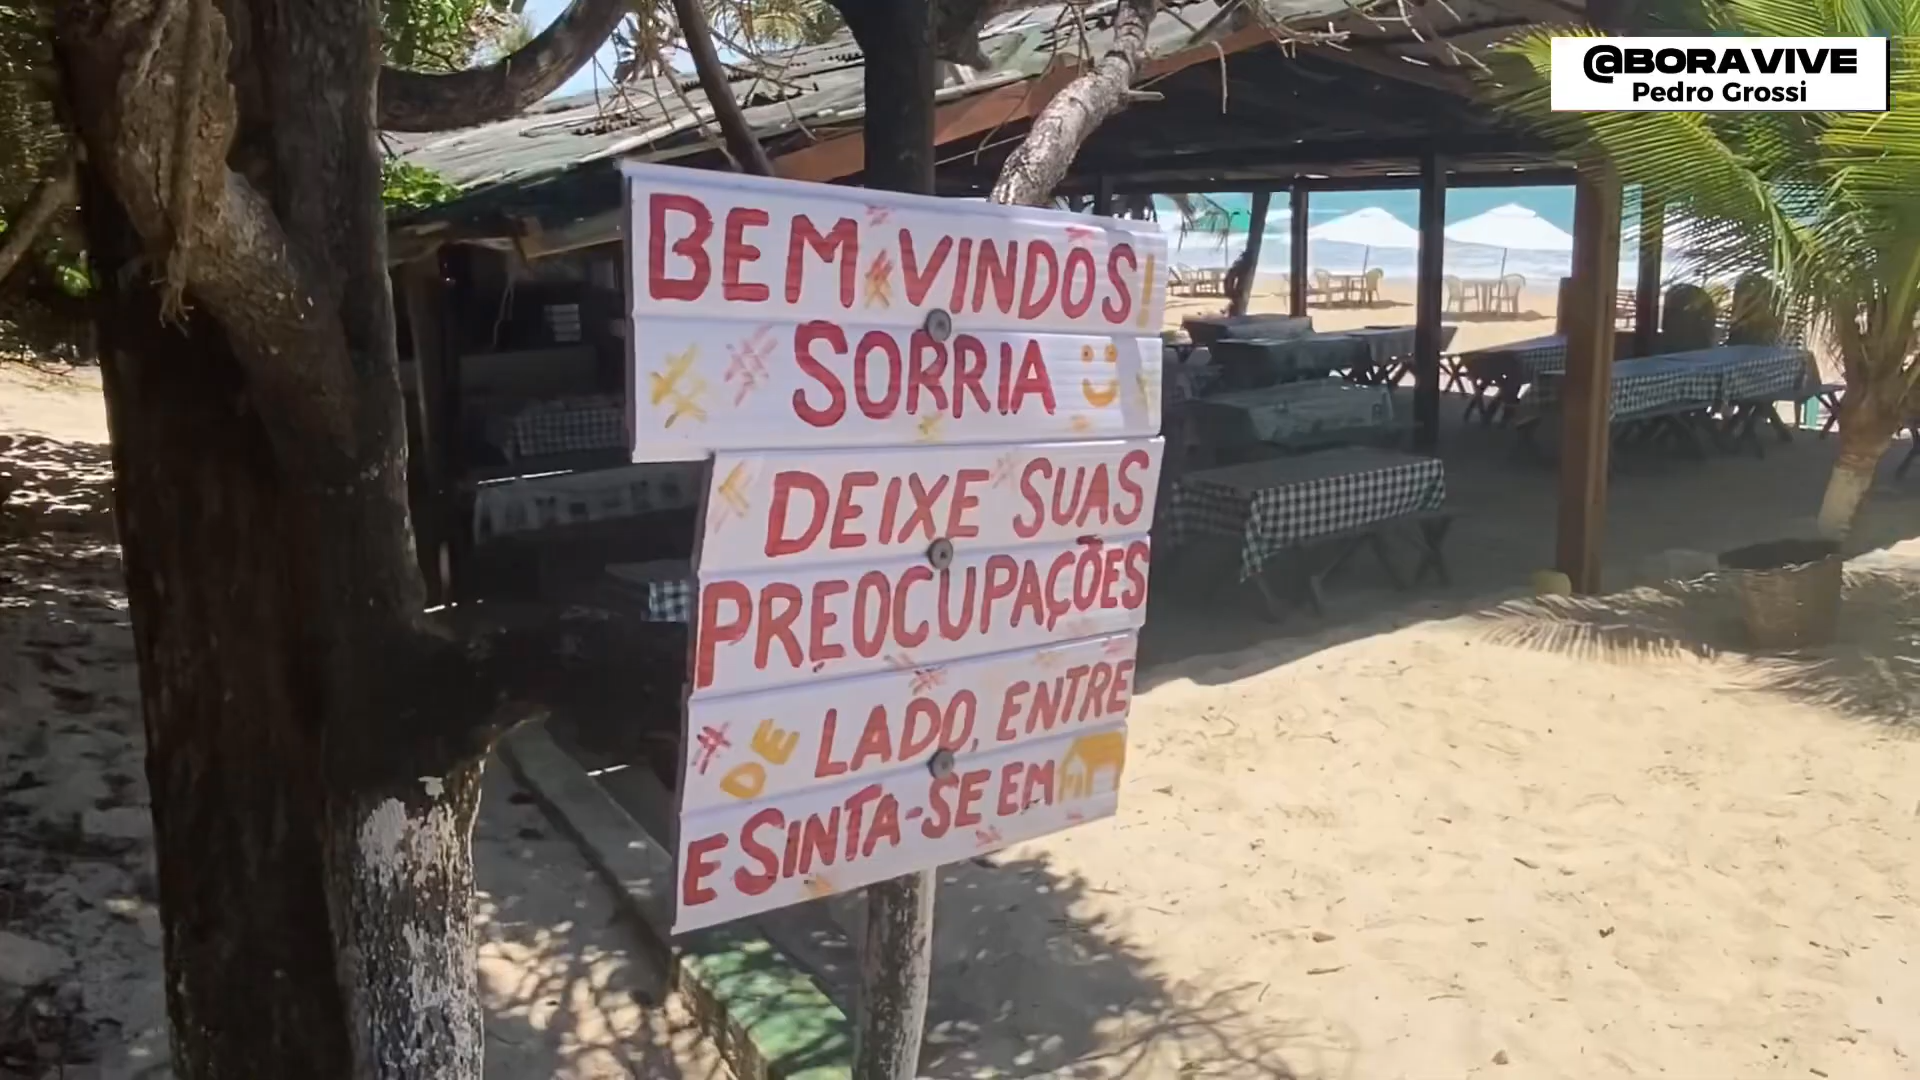 @BORAVIVE
Pedro Grossi
BEM VINDOS!
SORRIA
DEIXE SUAS
PREOCUPAÇÕES
DE LADO, ENTRE
E SINTA-SE EM